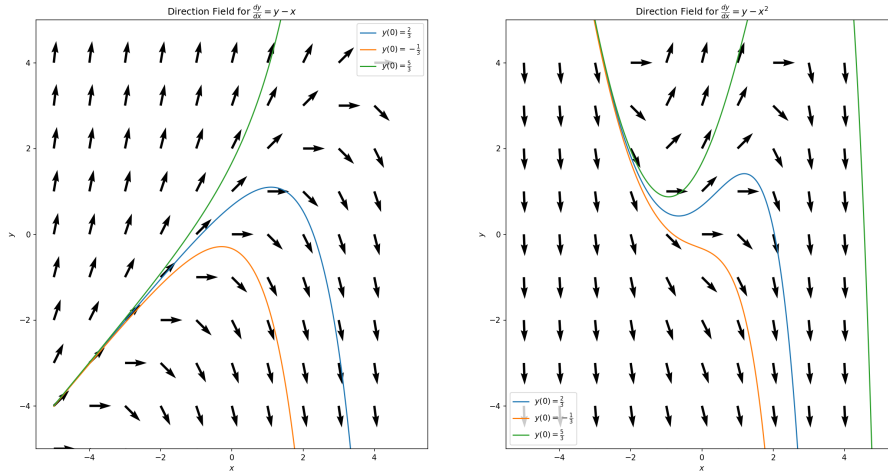 Direction Field for dy/dx = y − x
y(0) = 2/3
y(0) = −1/3
y(0) = 5/3
4
2
0
−2
−4
y
−4
−2
0
2
4
x
Direction Field for dy/dx = y − x²
4
2
0
−2
−4
y
y(0) = 2/3
y(0) = −1/3
y(0) = 5/3
−4
−2
0
2
4
x